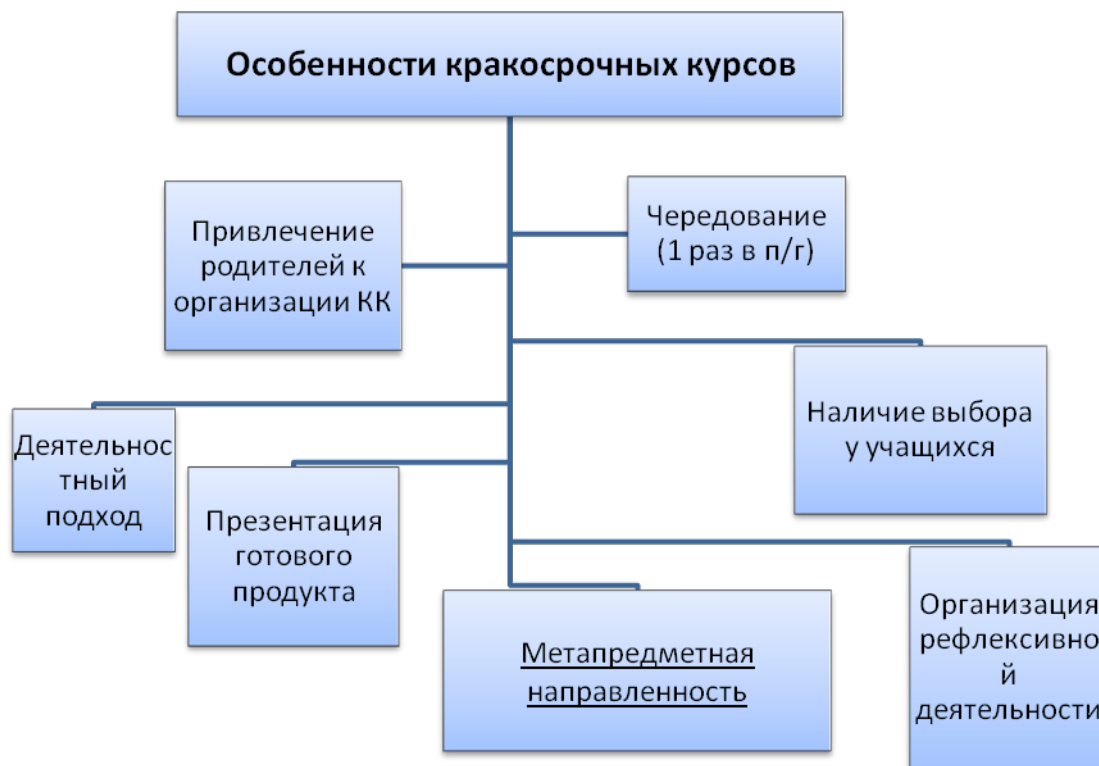 Особенности кракосрочных курсов
Привлечение
родителей к
организации КК
Чередование
(1 раз в п/г)
Наличие выбора
у учащихся
Деятельнос
тный
подход
Презентация
готового
продукта
Метапредметная
направленность
Организация
рефлексивно
й
деятельности